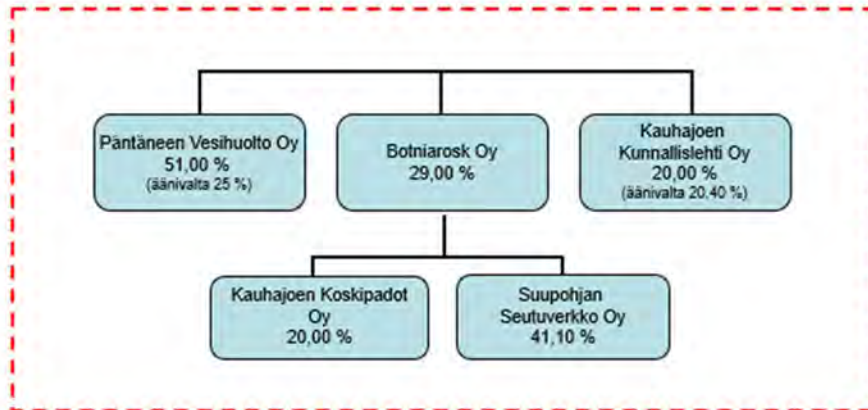 Päntäneen Vesihuolto Oy
51,00 %
(äänivalta 25 %)
Botniarosk Oy
29,00 %
Kauhajoen
Kunnallislehti Oy
20,00 %
(äänivalta 20,40 %)
Kauhajoen Koskipadot
Oy
20,00 %
Suupohjan
Seutuverkko Oy
41,10 %